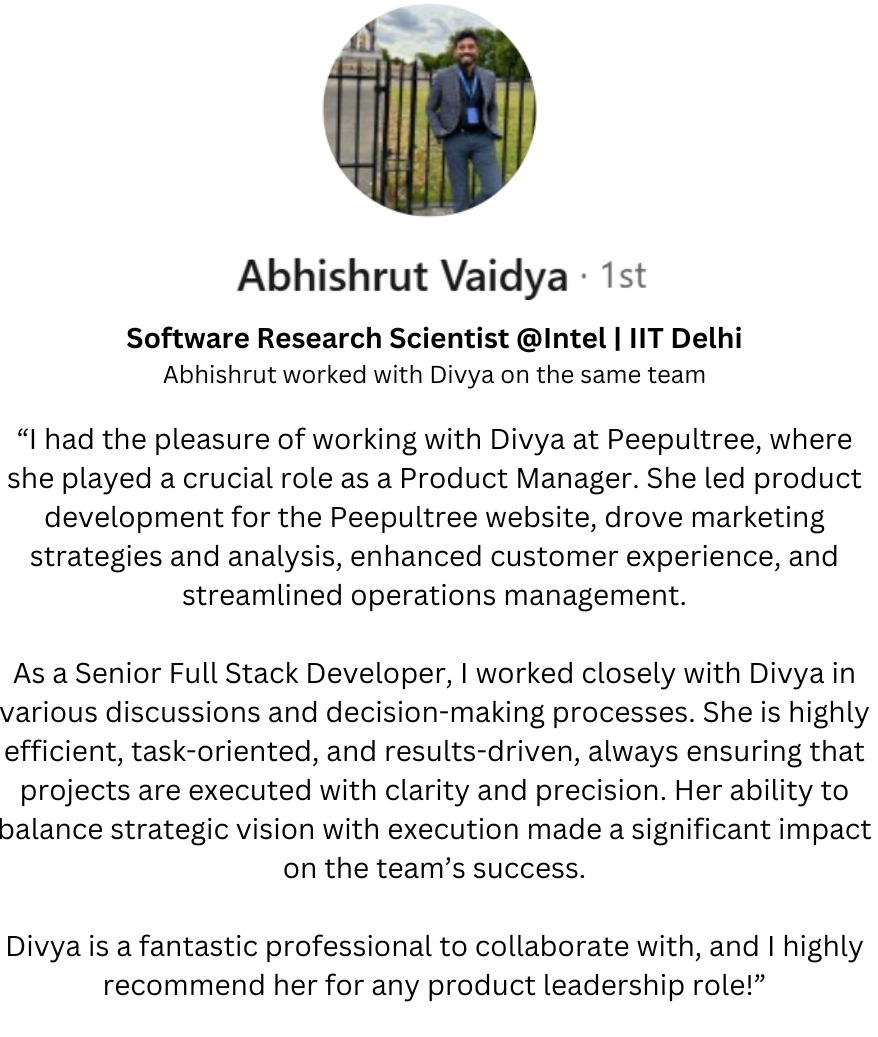 Abhishrut Vaidya · 1st
Software Research Scientist @Intel | IIT Delhi
Abhishrut worked with Divya on the same team
“I had the pleasure of working with Divya at Peepultree, where
she played a crucial role as a Product Manager. She led product
development for the Peepultree website, drove marketing
strategies and analysis, enhanced customer experience, and
streamlined operations management.
As a Senior Full Stack Developer, I worked closely with Divya in
various discussions and decision-making processes. She is highly
efficient, task-oriented, and results-driven, always ensuring that
projects are executed with clarity and precision. Her ability to
balance strategic vision with execution made a significant impact
on the team’s success.
Divya is a fantastic professional to collaborate with, and I highly
recommend her for any product leadership role!”